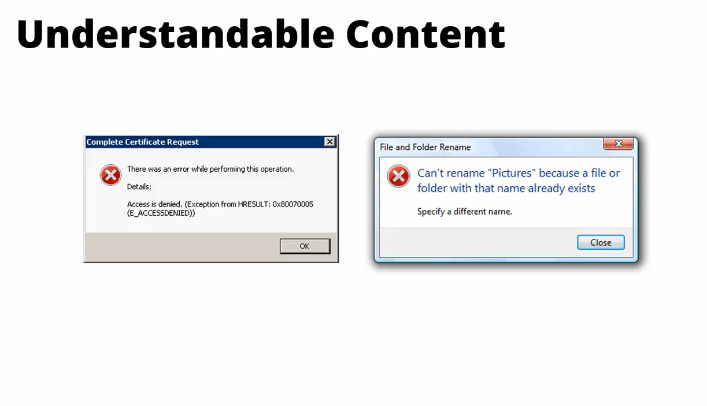 Understandable Content
Complete Certificate Request
There was an error while performing this operation.
Details:
Access is denied. (Exception from HRESULT: 0x80070005
(E_ACCESSDENIED))
OK
File and Folder Rename
Can't rename "Pictures" because a file or
folder with that name already exists
Specify a different name.
Close